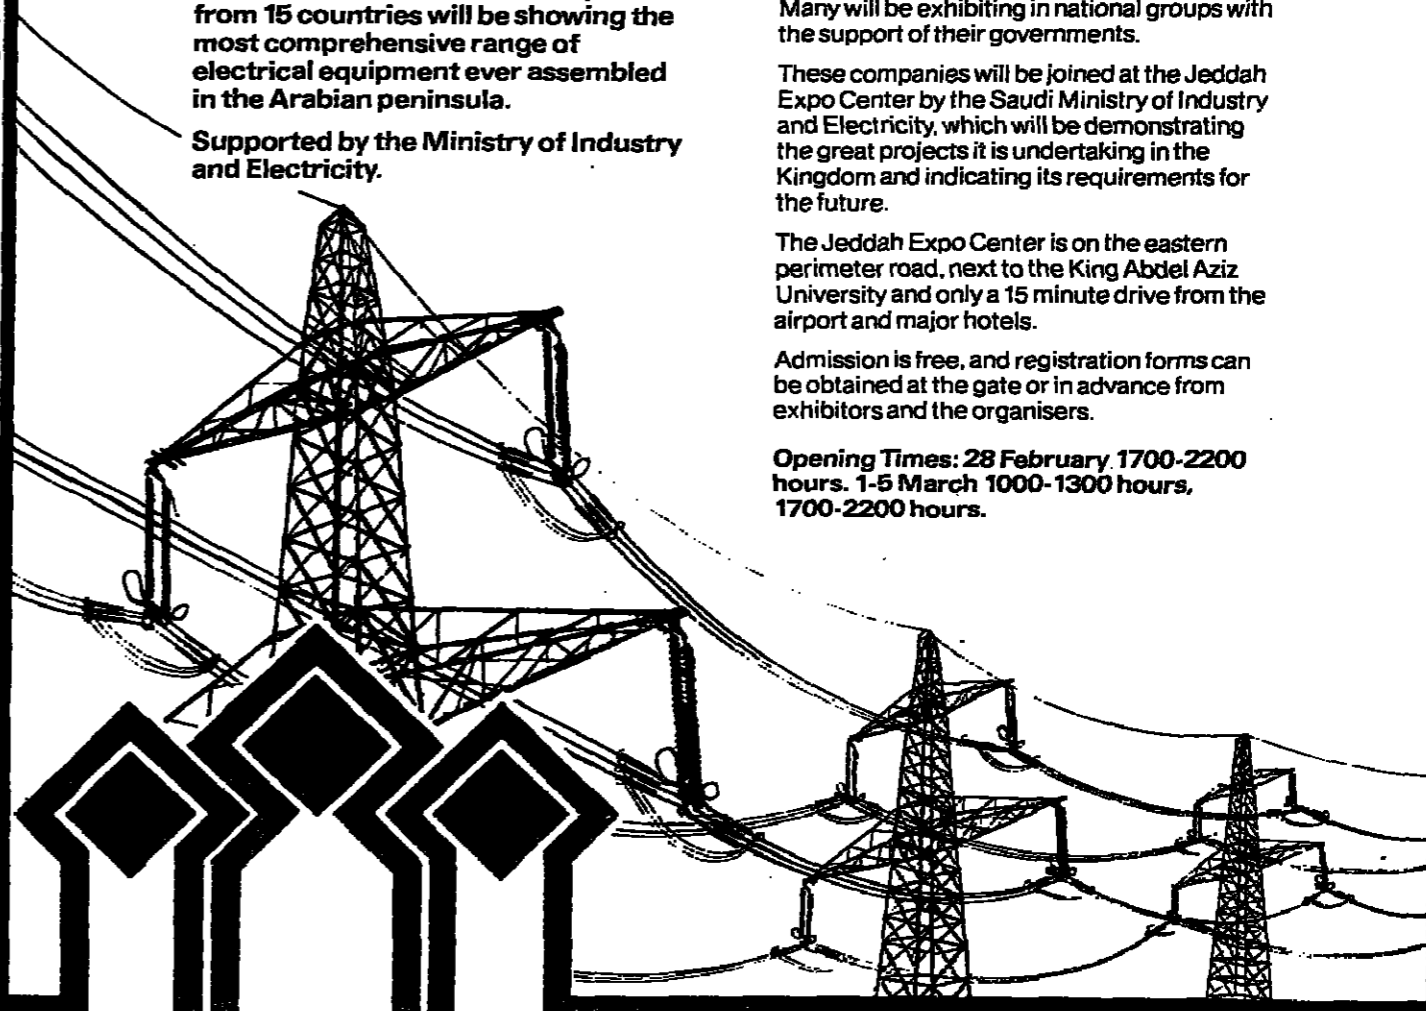 from 15 countries will be showing the
most comprehensive range of
electrical equipment ever assembled
in the Arabian peninsula.
Supported by the Ministry of Industry
and Electricity.
Many will be exhibiting in national groups with
the support of their governments.
These companies will be joined at the Jeddah
Expo Center by the Saudi Ministry of Industry
and Electricity, which will be demonstrating
the great projects it is undertaking in the
Kingdom and indicating its requirements for
the future.
The Jeddah Expo Center is on the eastern
perimeter road, next to the King Abdel Aziz
University and only a 15 minute drive from the
airport and major hotels.
Admission is free, and registration forms can
be obtained at the gate or in advance from
exhibitors and the organisers.
Opening Times: 28 February 1700-2200
hours. 1-5 March 1000-1300 hours,
1700-2200 hours.